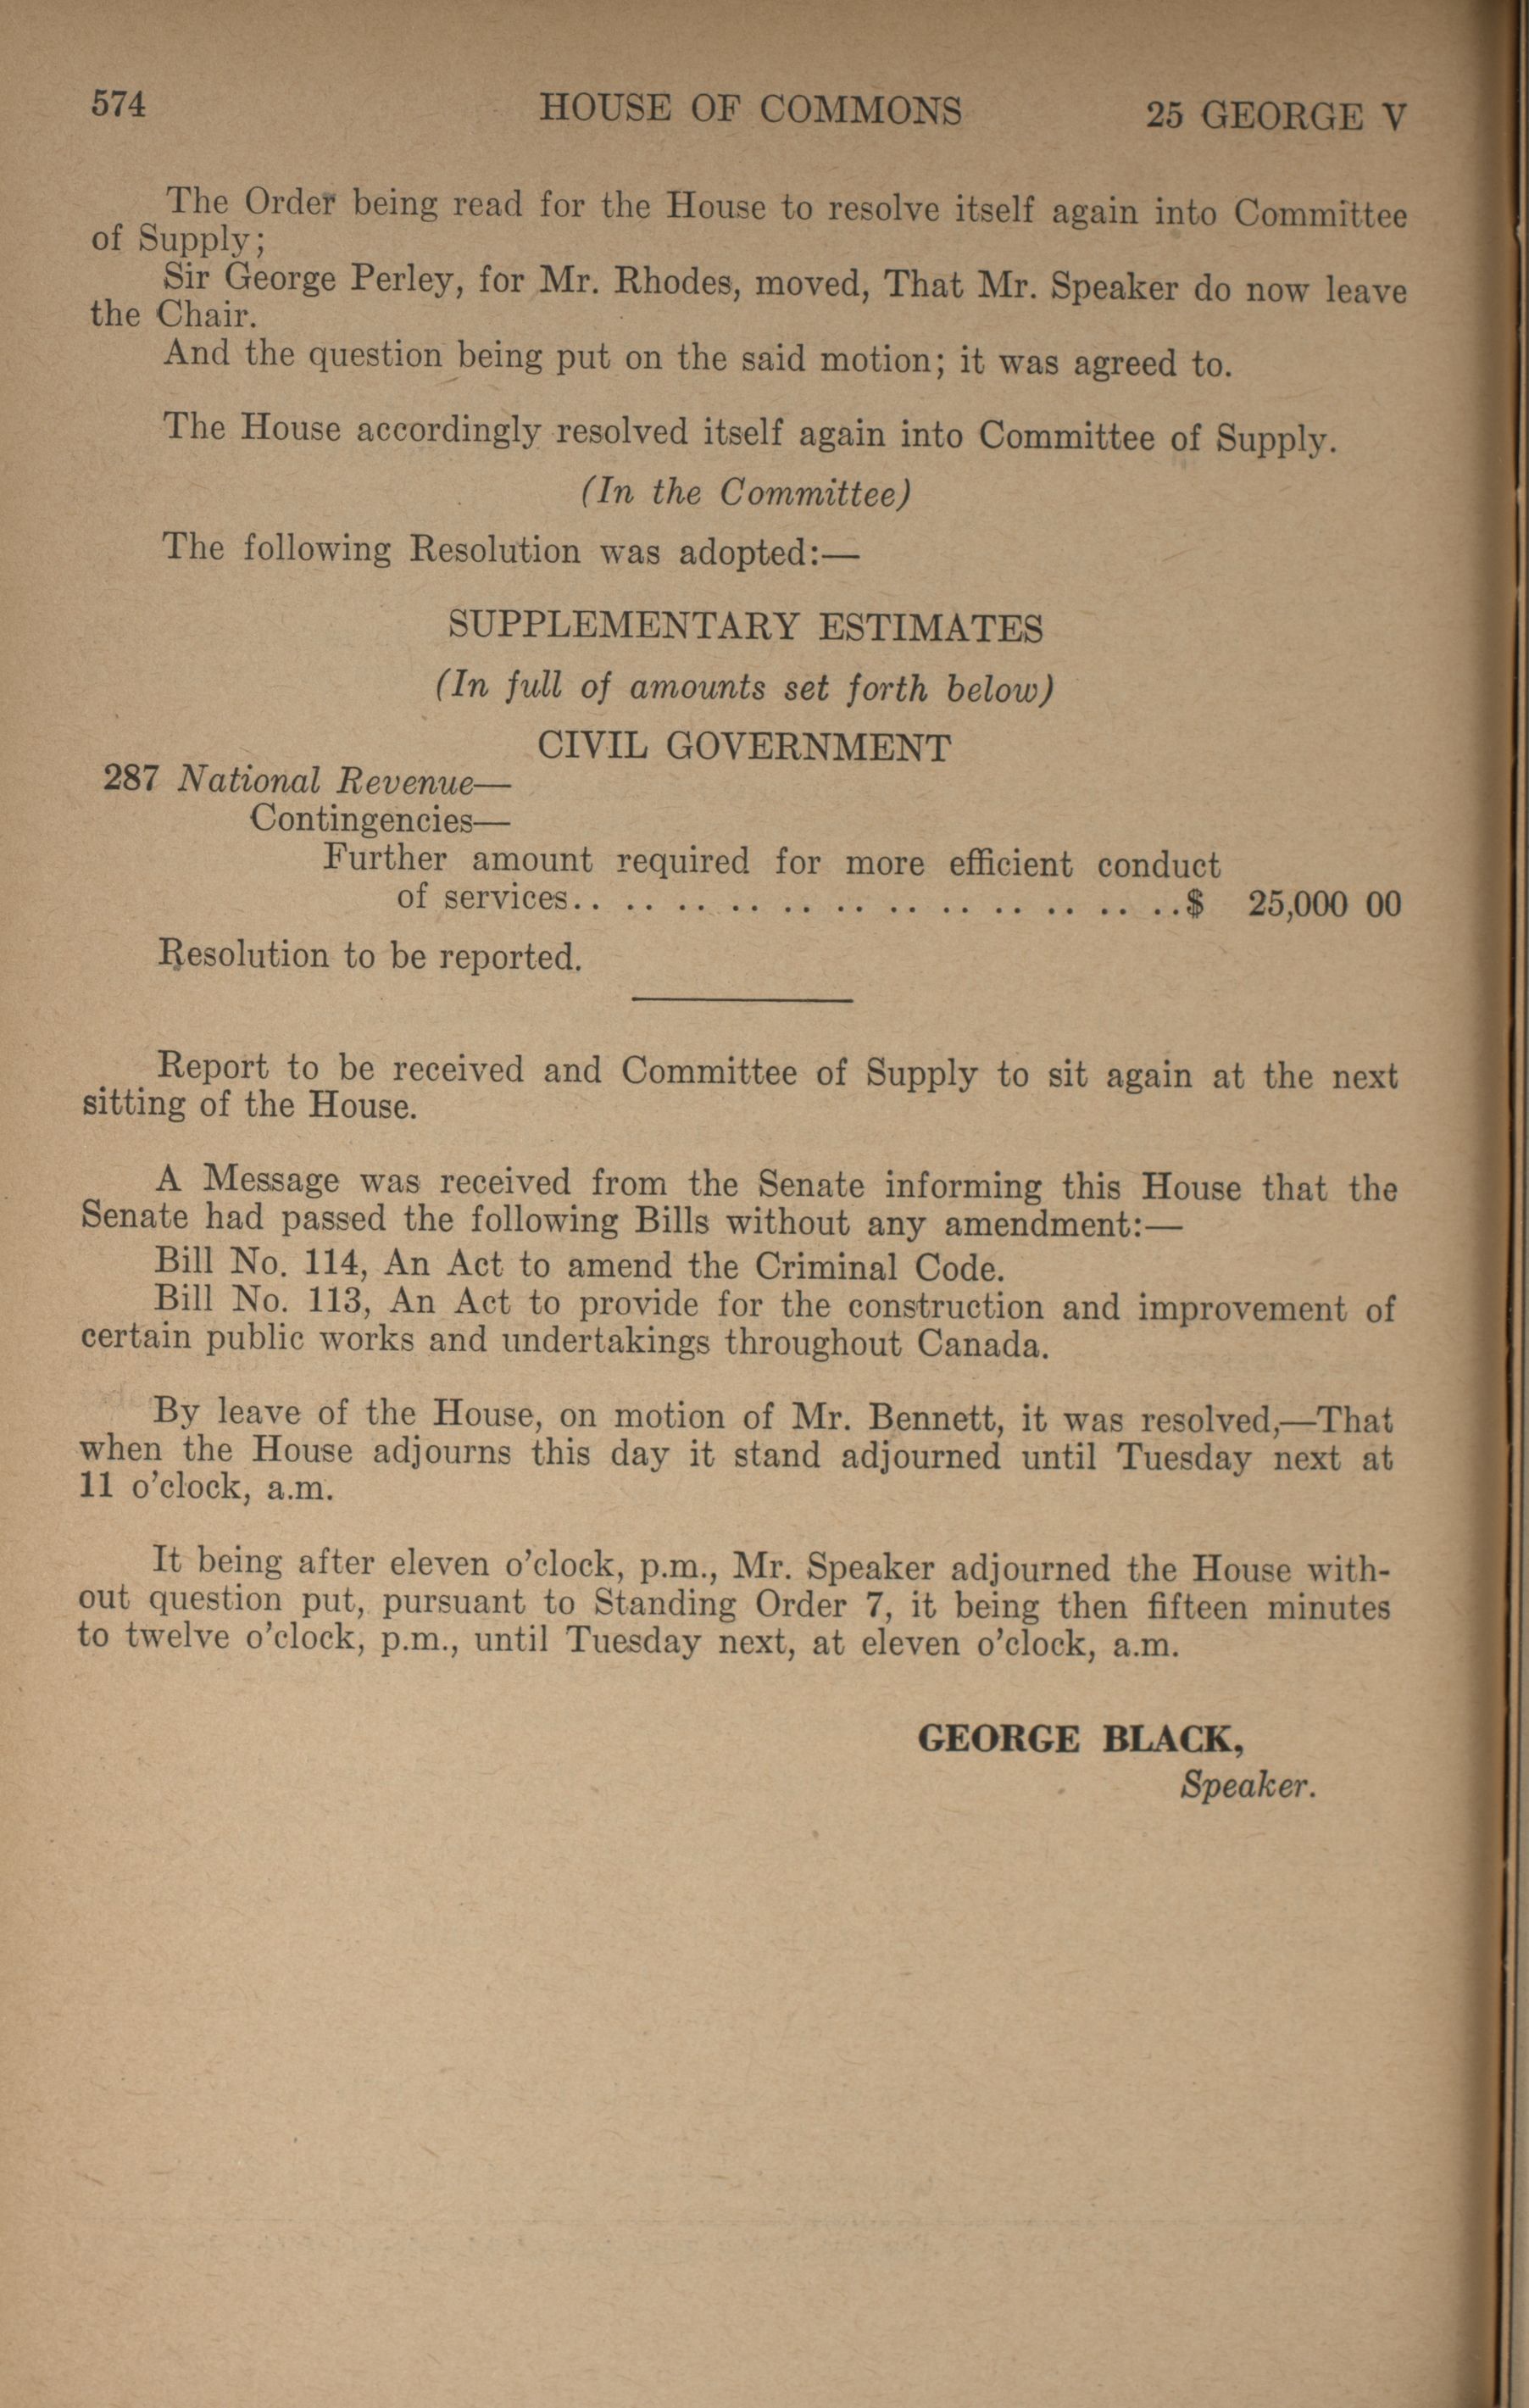 574 HOUSE OF COMMONS 25 GEORGE V
The Order being read for the House to resolve itself again into Committee
of Supply;
Sir George Perley, for Mr. Rhodes, moved, That Mr. Speaker do now leave
the Chair.
And the question being put on the said motion; it was agreed to.
The House accordingly resolved itself again into Committee of Supply.
(In the Committee)
The following Resolution was adopted:—
SUPPLEMENTARY ESTIMATES
(In full of amounts set forth below)
CIVIL GOVERNMENT
287 National Revenue—
Contingencies—
Further amount required for more efficient conduct
of services.. .. .. .. .. .. .. .. .. .. .. ..$ 25,000 00
Resolution to be reported.
Report to be received and Committee of Supply to sit again at the next
sitting of the House.
A Message was received from the Senate informing this House that the
Senate had passed the following Bills without any amendment:—
Bill No. 114, An Act to amend the Criminal Code.
Bill No. 113, An Act to provide for the construction and improvement of
certain public works and undertakings throughout Canada.
By leave of the House, on motion of Mr. Bennett, it was resolved,—That
when the House adjourns this day it stand adjourned until Tuesday next at
11 o'clock, a.m.
It being after eleven o'clock, p.m., Mr. Speaker adjourned the House with-
out question put, pursuant to Standing Order 7, it being then fifteen minutes
to twelve o'clock, p.m., until Tuesday next, at eleven o'clock, a.m.
GEORGE BLACK,
Speaker.